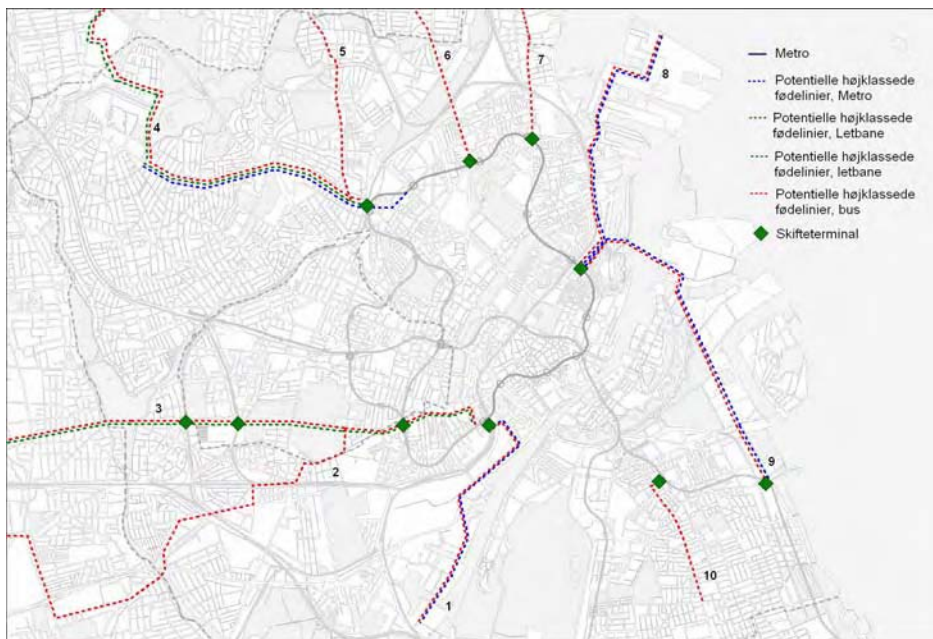 5
6
7
8
4
Metro
Potentielle højklassede
fødelinier, Metro
Potentielle højklassede
fødelinier, Letbane
Potentielle højklassede
fødelinier, letbane
Potentielle højklassede
fødelinier, bus
Skifteterminal
3
2
9
10
1